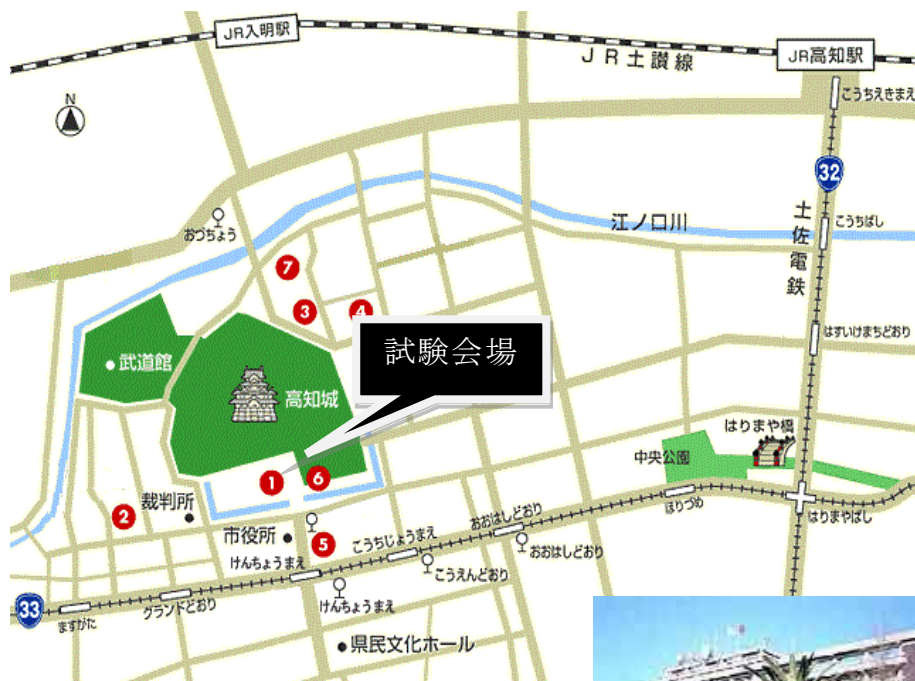 JR入明駅
JR土讃線
JR高知駅
こうちえきまえ
N
32
おづちょう
江ノ口川
土佐電鉄
こうちばし
7
3
4
はすいけまちどおり
試験会場
武道館
高知城
はりまや橋
中央公園
1
6
2
裁判所
市役所
5
こうちじょうまえ
おおはしどおり
ほりづめ
はりまやばし
けんちょうまえ
おおはしどおり
こうえんどおり
グランドどおり
けんちょうまえ
33
ますがた
県民文化ホール